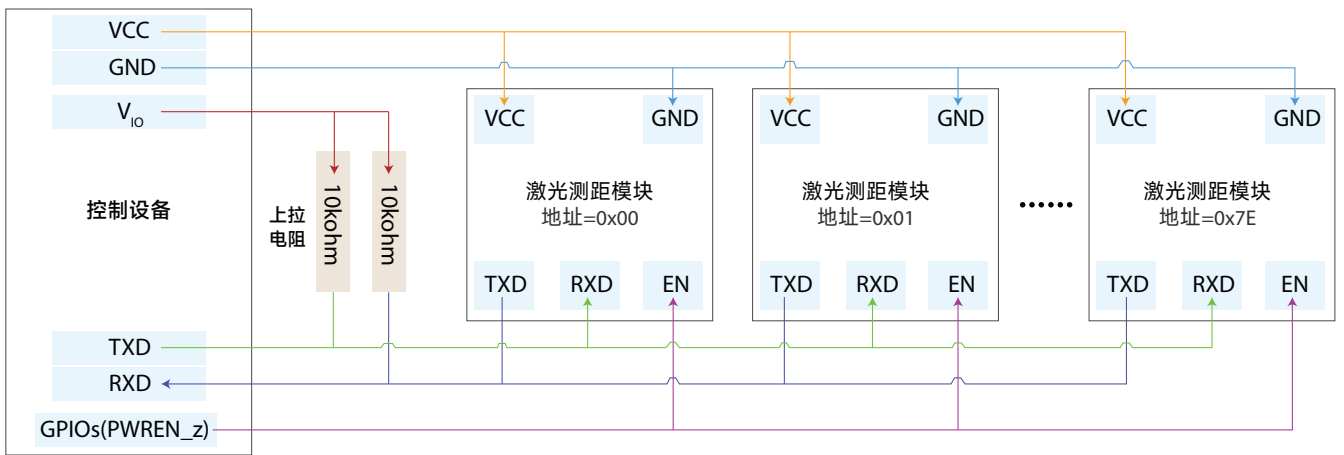 VCC
GND
V_IO
控制设备
上拉
电阻
10kohm
10kohm
TXD
RXD
GPIOs(PWREN_z)
VCC
GND
激光测距模块
地址=0x00
TXD
RXD
EN
VCC
GND
激光测距模块
地址=0x01
TXD
RXD
EN
······
VCC
GND
激光测距模块
地址=0x7E
TXD
RXD
EN